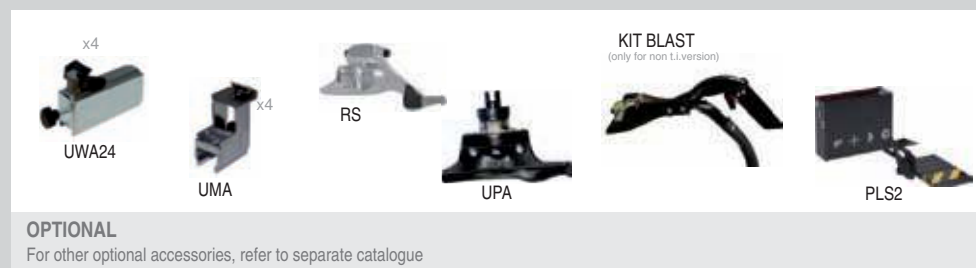 x4
UWA24
x4
UMA
RS
UPA
KIT BLAST
(only for non t.i.version)
PLS2
OPTIONAL
For other optional accessories, refer to separate catalogue